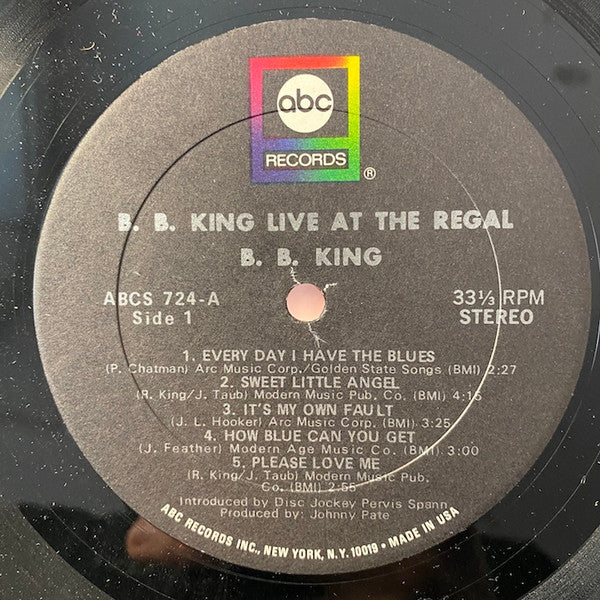 abc
RECORDS
®
B. B. KING LIVE AT THE REGAL
B. B. KING
ABCS 724-A
Side 1
33⅓ RPM
STEREO
1. EVERY DAY I HAVE THE BLUES
(P. Chatman) Arc Music Corp./Golden State Songs (BMI) 2:27
2. SWEET LITTLE ANGEL
(R. King/J. Taub) Modern Music Pub. Co. (BMI) 4:15
3. IT'S MY OWN FAULT
(J. L. Hooker) Arc Music Corp. (BMI) 3:25
4. HOW BLUE CAN YOU GET
(J. Feather) Modern Age Music Co. (BMI) 3:00
5. PLEASE LOVE ME
(R. King/J. Taub) Modern Music Pub.
Co. (BMI) 2:55
Introduced by Disc Jockey Pervis Spann
Produced by: Johnny Pate
ABC RECORDS INC., NEW YORK, N.Y. 10019 • MADE IN USA